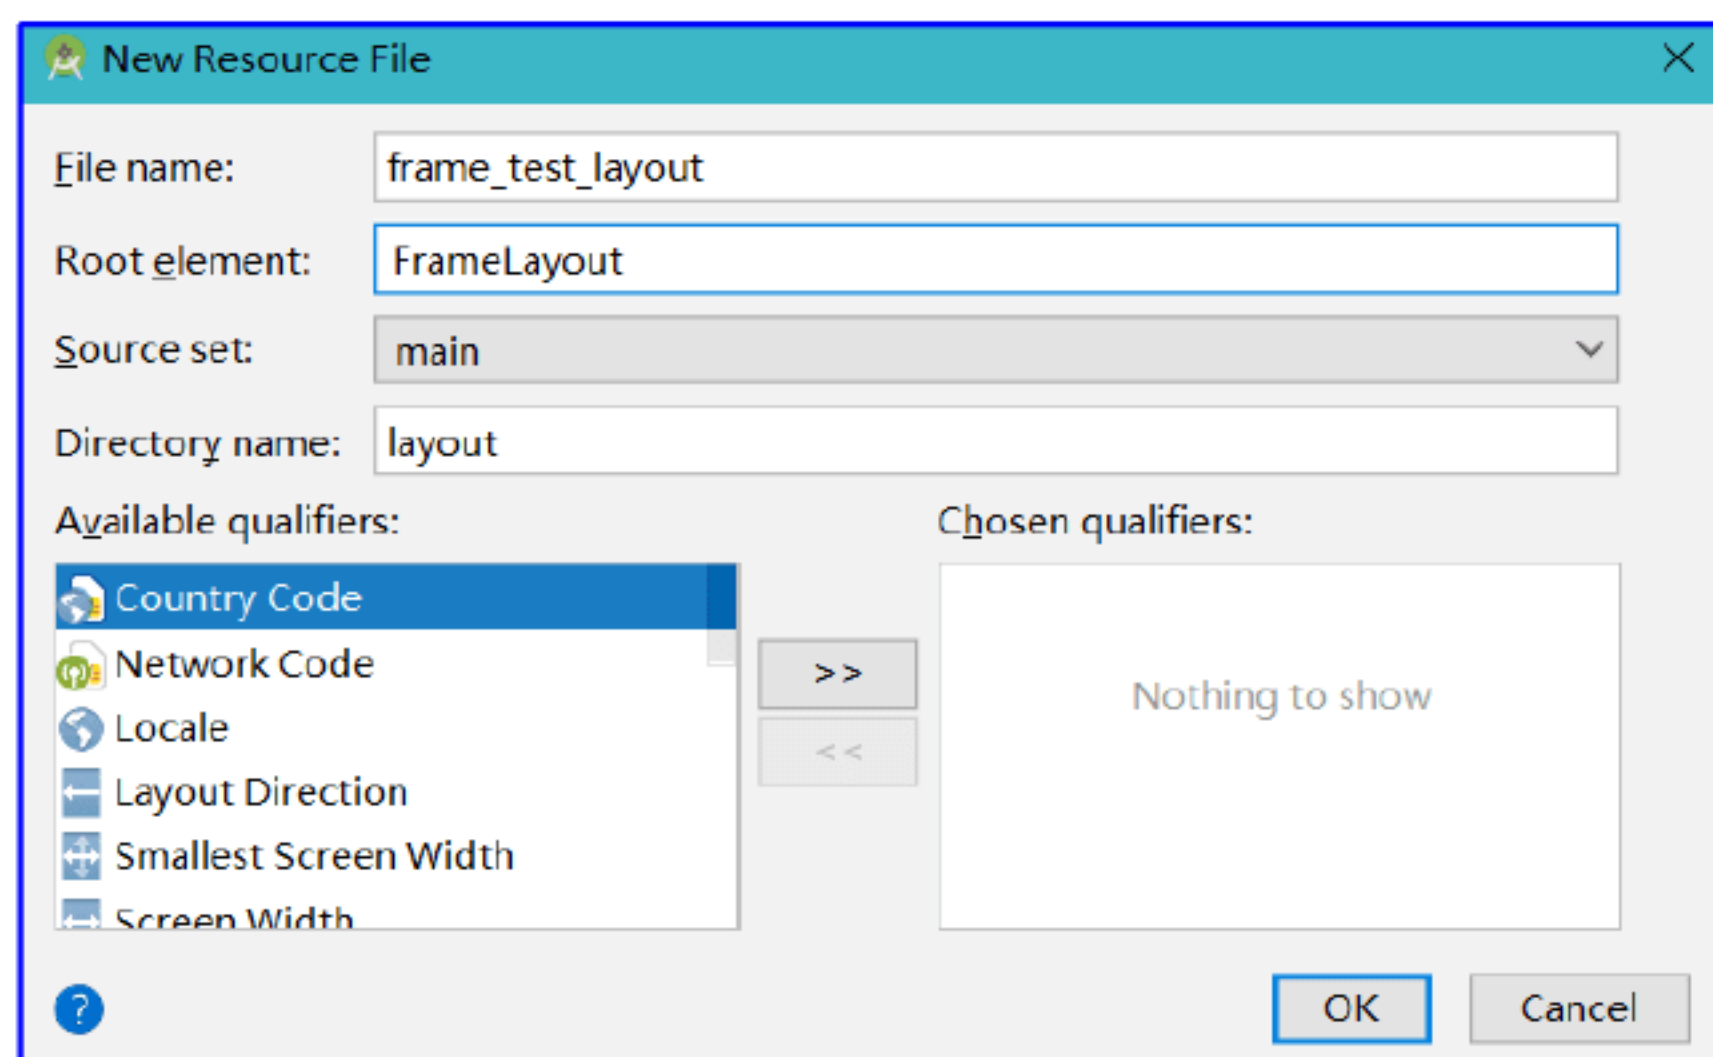 New Resource File
File name: frame_test_layout
Root element: FrameLayout
Source set: main
Directory name: layout
Available qualifiers:
Chosen qualifiers:
Country Code
Network Code
Locale
Layout Direction
Smallest Screen Width
Screen Width
>>
<<
Nothing to show
?
OK
Cancel